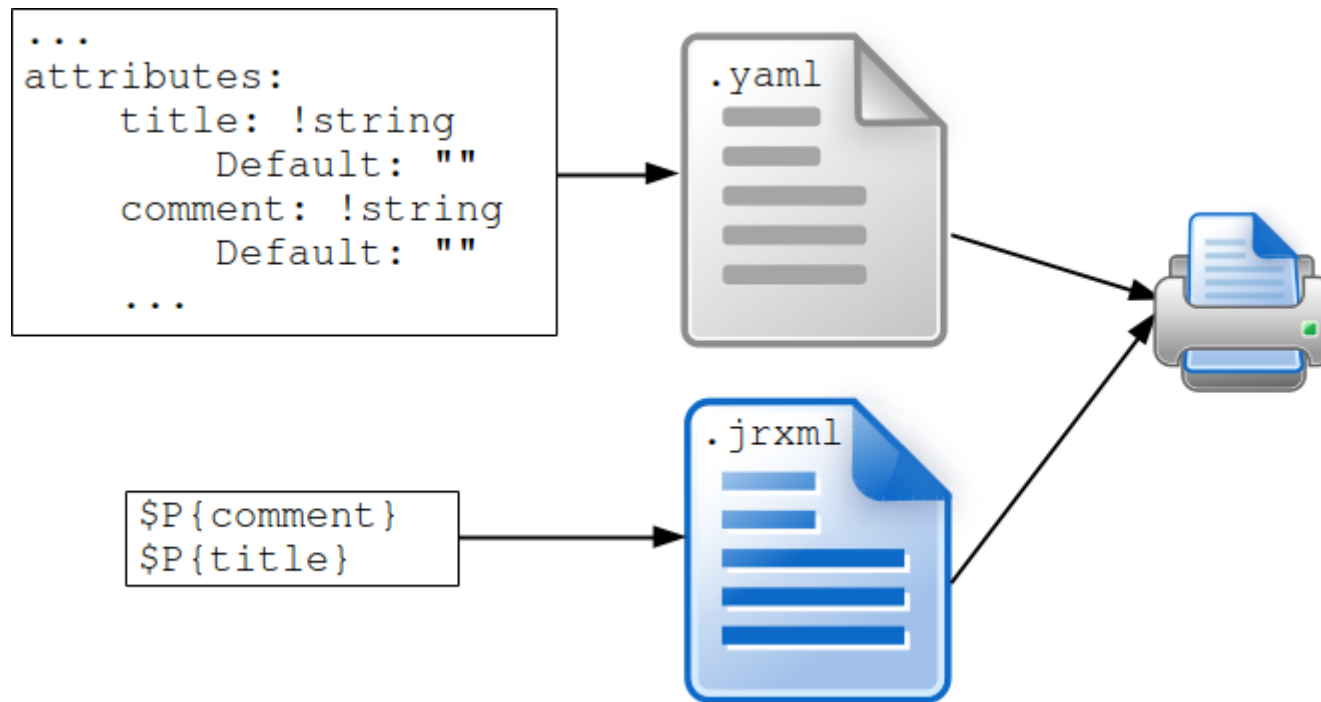 ...
attributes:
    title: !string
        Default: ""
    comment: !string
        Default: ""
    ...
.yaml
.jrxml
$P{comment}
$P{title}